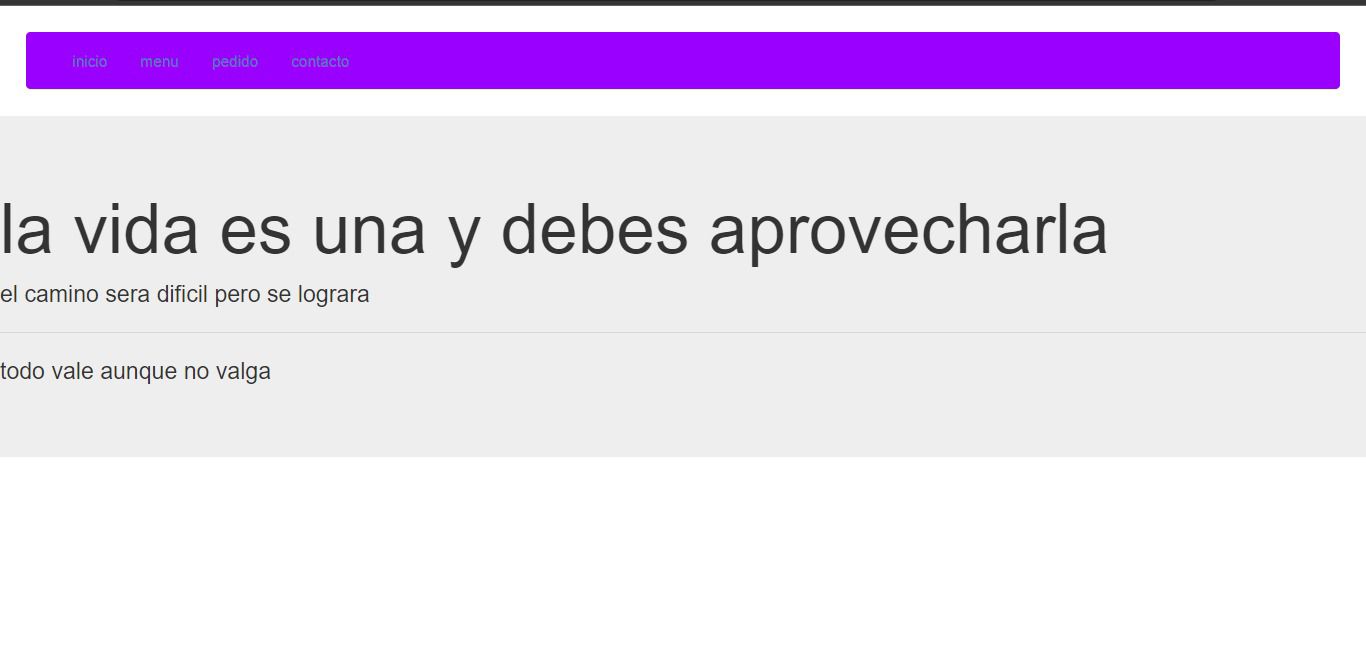 inicio menu pedido contacto
la vida es una y debes aprovecharla
el camino sera dificil pero se lograra
todo vale aunque no valga